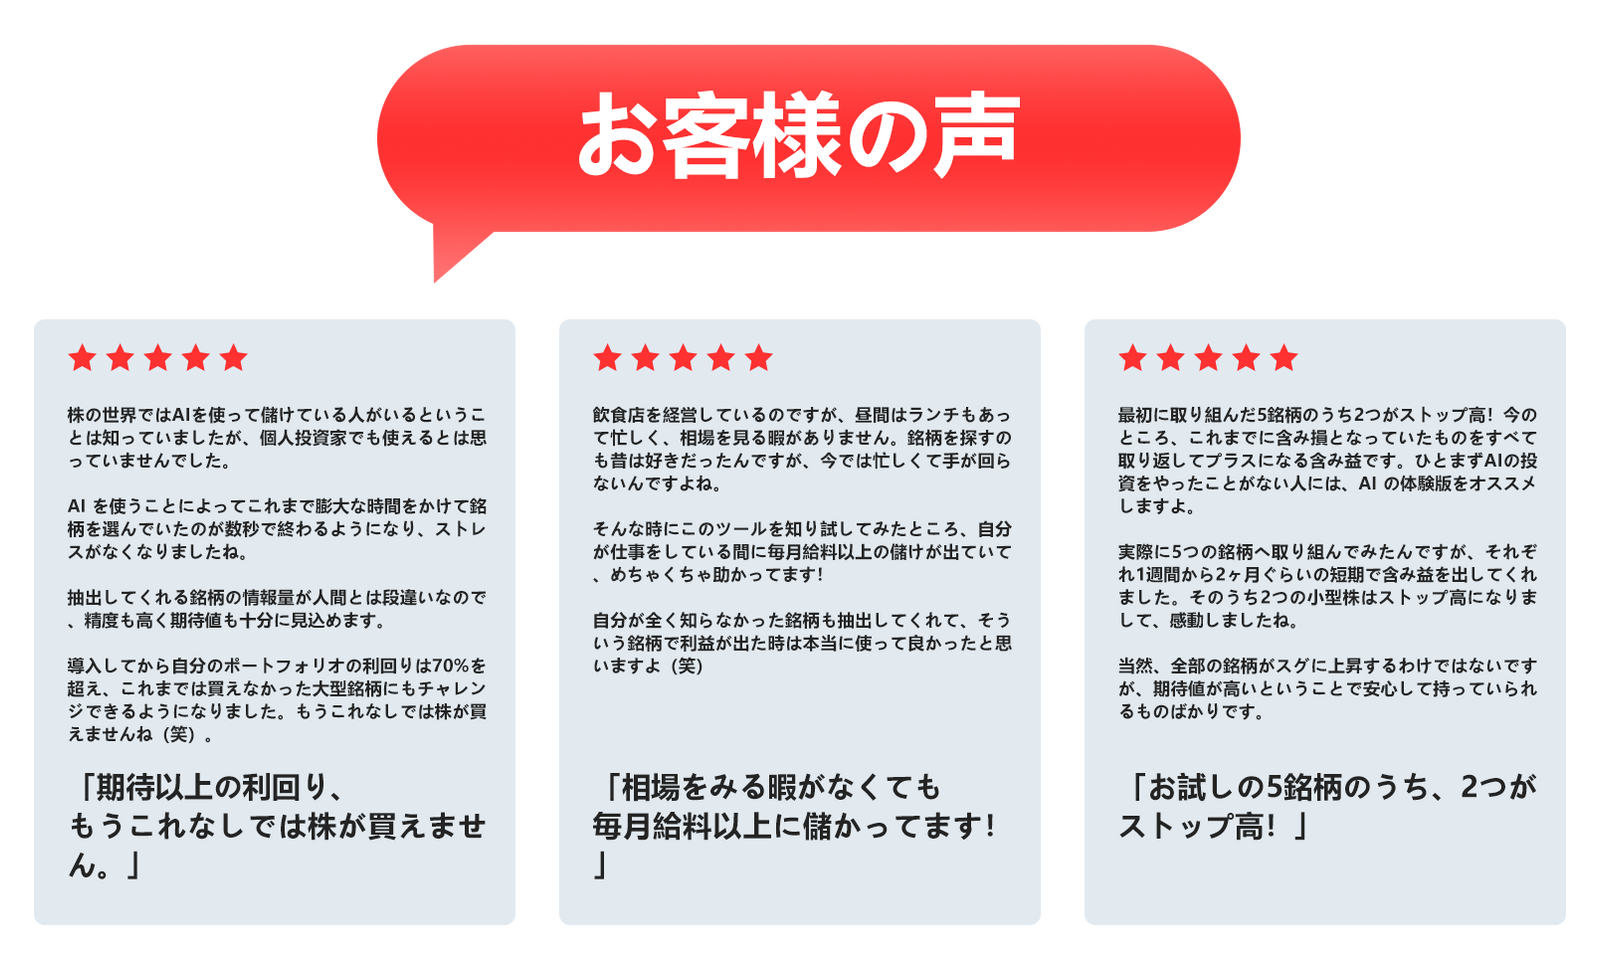 お客様の声
株の世界ではAIを使って儲けている人がいるというこ
とは知っていましたが、個人投資家でも使えるとは思
っていませんでした。
AI を使うことによってこれまで膨大な時間をかけて銘
柄を選んでいたのが数秒で終わるようになり、ストレ
スがなくなりましたね。
抽出してくれる銘柄の情報量が人間とは段違いなので
、精度も高く期待値も十分に見込めます。
導入してから自分のポートフォリオの利回りは70%を
超え、これまでは買えなかった大型銘柄にもチャレン
ジできるようになりました。もうこれなしでは株が買
えませんね（笑）。
「期待以上の利回り、
もうこれなしでは株が買えませ
ん。」
飲食店を経営しているのですが、昼間はランチもあっ
て忙しく、相場を見る暇がありません。銘柄を探すの
も昔は好きだったんですが、今では忙しくて手が回ら
ないんですよね。
そんな時にこのツールを知り試してみたところ、自分
が仕事をしている間に毎月給料以上の儲けが出ていて
、めちゃくちゃ助かってます！
自分が全く知らなかった銘柄も抽出してくれて、そう
いう銘柄で利益が出た時は本当に使って良かったと思
いますよ（笑）
「相場をみる暇がなくても
毎月給料以上に儲かってます！
」
最初に取り組んだ5銘柄のうち2つがストップ高！今の
ところ、これまでに含み損となっていたものをすべて
取り返してプラスになる含み益です。ひとまずAIの投
資をやったことがない人には、AI の体験版をオススメ
しますよ。
実際に5つの銘柄へ取り組んでみたんですが、それぞ
れ1週間から2ヶ月ぐらいの短期で含み益を出してくれ
ました。そのうち2つの小型株はストップ高になりま
して、感動しましたね。
当然、全部の銘柄がスグに上昇するわけではないです
が、期待値が高いということで安心して持っていられ
るものばかりです。
「お試しの5銘柄のうち、2つが
ストップ高！」